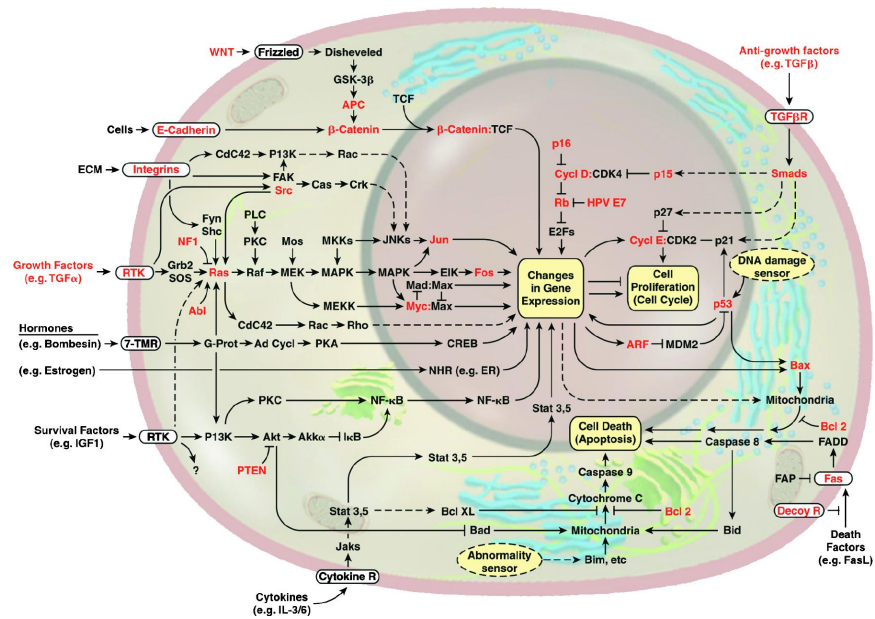 WNT
Frizzled
Disheveled
GSK-3β
APC
TCF
Cells
E-Cadherin
β-Catenin
β-Catenin:TCF
Anti-growth factors
(e.g. TGFβ)
TGFβR
Smads
ECM
Integrins
CdC42
P13K
Rac
FAK
Src
Cas
Crk
p16
Cycl D:CDK4
p15
Rb
HPV E7
E2Fs
p27
Cycl E:CDK2
p21
Fyn
Shc
PLC
NF1
PKC
Mos
MKKs
JNKs
Jun
Growth Factors
(e.g. TGFα)
RTK
Grb2
SOS
Ras
Raf
MEK
MAPK
MAPK
ElK
Fos
Mad:Max
MEKK
Myc:Max
Abl
CdC42
Rac
Rho
Changes
in Gene
Expression
Cell
Proliferation
(Cell Cycle)
DNA damage
sensor
p53
ARF
MDM2
Hormones
(e.g. Bombesin)
7-TMR
G-Prot
Ad Cycl
PKA
CREB
(e.g. Estrogen)
NHR (e.g. ER)
Bax
Mitochondria
PKC
NF-κB
NF-κB
Stat 3,5
Survival Factors
(e.g. IGF1)
RTK
P13K
Akt
Akkα
IκB
?
PTEN
Cell Death
(Apoptosis)
Bcl 2
Caspase 8
FADD
Stat 3,5
Caspase 9
FAP
Fas
Cytochrome C
Stat 3,5
Bcl XL
Bcl 2
Decoy R
Bad
Mitochondria
Bid
Death
Factors
(e.g. FasL)
Jaks
Abnormality
sensor
Bim, etc
Cytokine R
Cytokines
(e.g. IL-3/6)